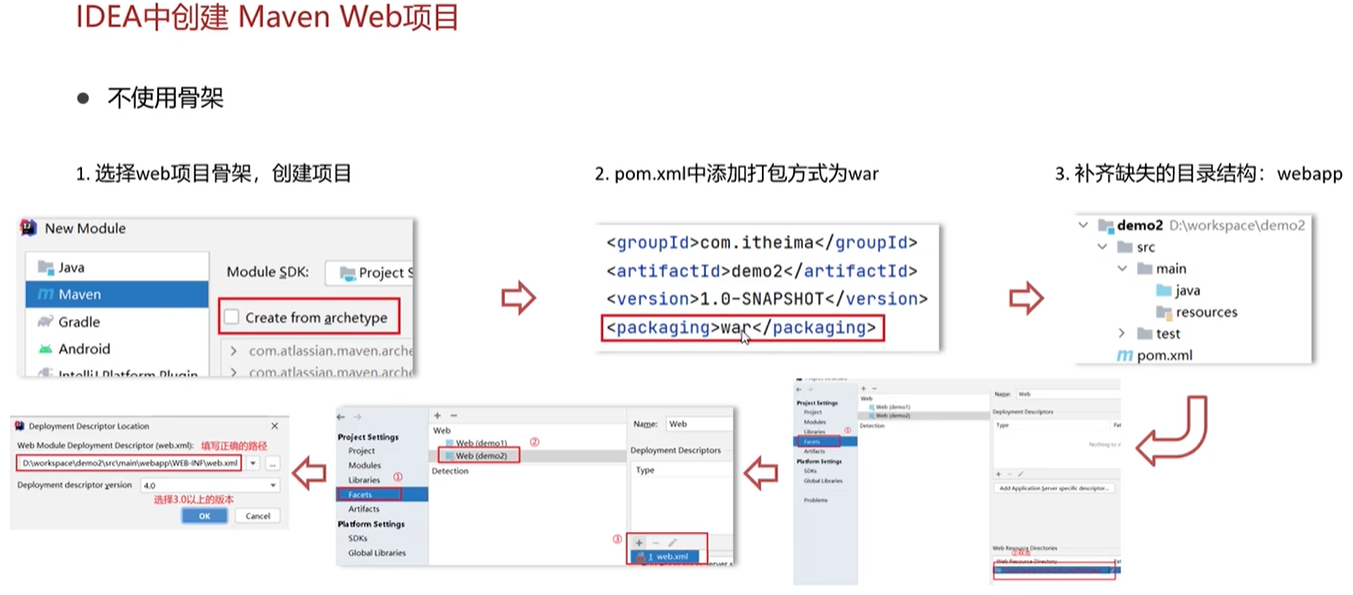 IDEA中创建 Maven Web项目
● 不使用骨架
1. 选择web项目骨架，创建项目
2. pom.xml中添加打包方式为war
3. 补齐缺失的目录结构：webapp
New Module
Java
Maven
Gradle
Android
IntelliJ Platform Plugin
Module SDK:
Project S
Create from archetype
com.atlassian.maven.arche
com.atlassian.maven.arche
<groupId>com.itheima</groupId>
<artifactId>demo2</artifactId>
<version>1.0-SNAPSHOT</version>
<packaging>war</packaging>
demo2 D:\workspace\demo2
src
main
java
resources
test
pom.xml
Project Settings
Project
Modules
Libraries ①
Facets
Artifacts
Platform Settings
SDKs
Global Libraries
Problems
Web
Web (demo1)
Web (demo2)
Detection
Name: Web
Deployment Descriptors
Type
Nothing to s
Add Application Server specific descriptor...
Web Resource Directories
Web Resource Directory
Project Settings
Project
Modules
Libraries ①
Facets
Artifacts
Platform Settings
SDKs
Global Libraries
Web
Web (demo1) ②
Web (demo2)
Detection
Name: Web
Deployment Descriptors
Type
③
1 web.xml
Deployment Descriptor Location
Web Module Deployment Descriptor (web.xml): 填写正确的路径
D:\workspace\demo2\src\main\webapp\WEB-INF\web.xml
Deployment descriptor version 4.0
选择3.0以上的版本
OK Cancel